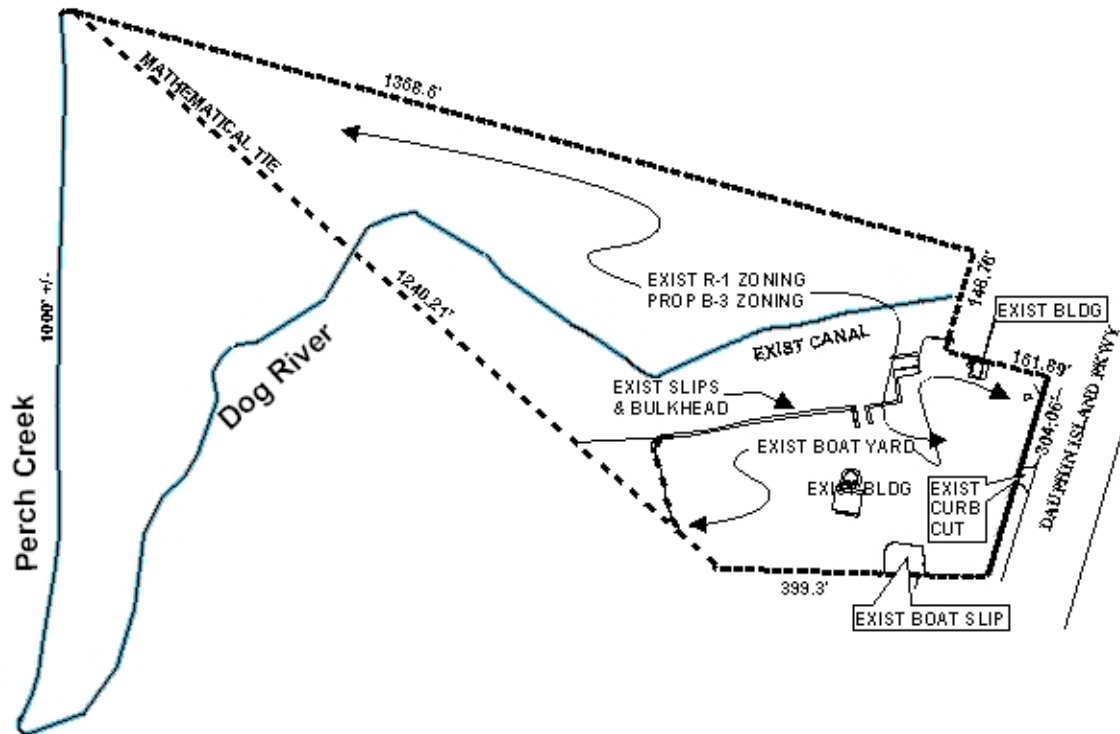 1368.6'
MATHEMATICAL TIE
1000' +/-
1240.21'
EXIST R-1 ZONING
PROP B-3 ZONING
148.76'
EXIST BLDG
EXIST CANAL
161.89'
EXIST SLIPS
& BULKHEAD
Dog River
304.06'
DAUPHIN ISLAND PKWY
EXIST BOAT YARD
Perch Creek
EXIST BLDG
EXIST
CURB
CUT
399.3'
EXIST BOAT SLIP